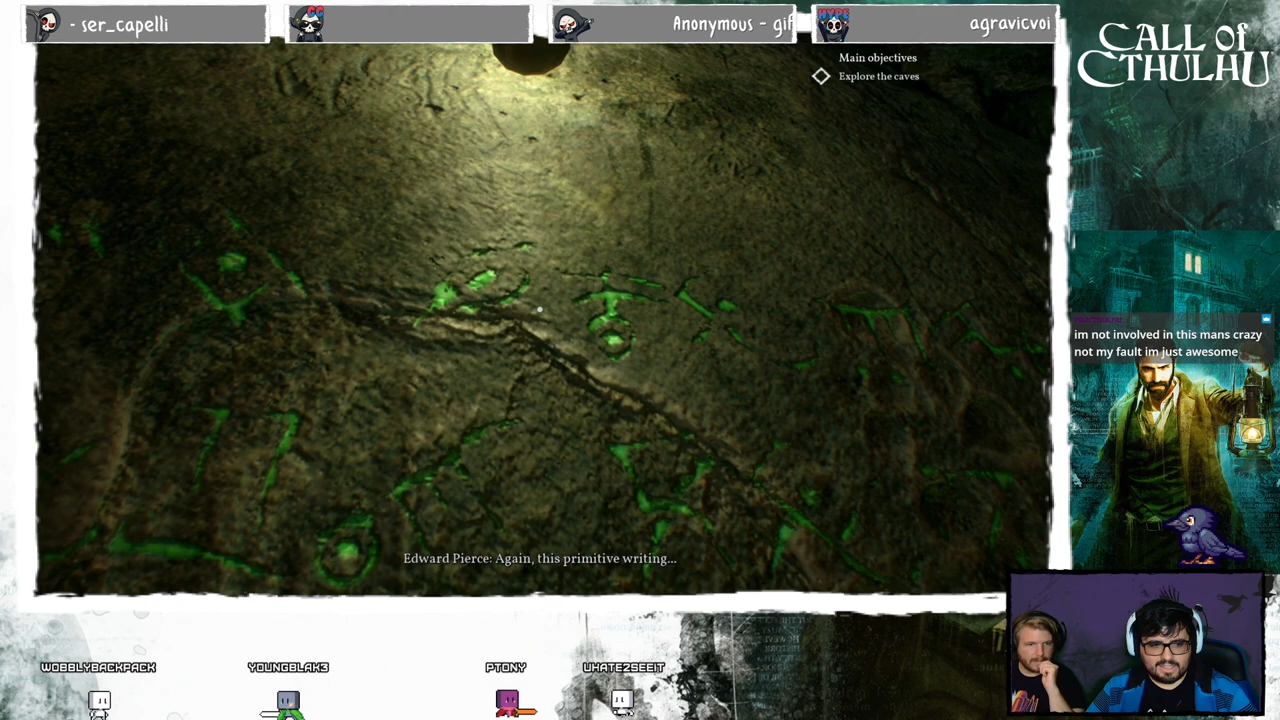 - ser_capelli
Anonymous - gif
agravicvoi
CALL of
CTHULHU
Main objectives
Explore the caves
im not involved in this mans crazy
not my fault im just awesome
Edward Pierce: Again, this primitive writing...
WOBBLYBACKPACK
YOUNGBLAK3
PTONY
UHATE2SEEIT